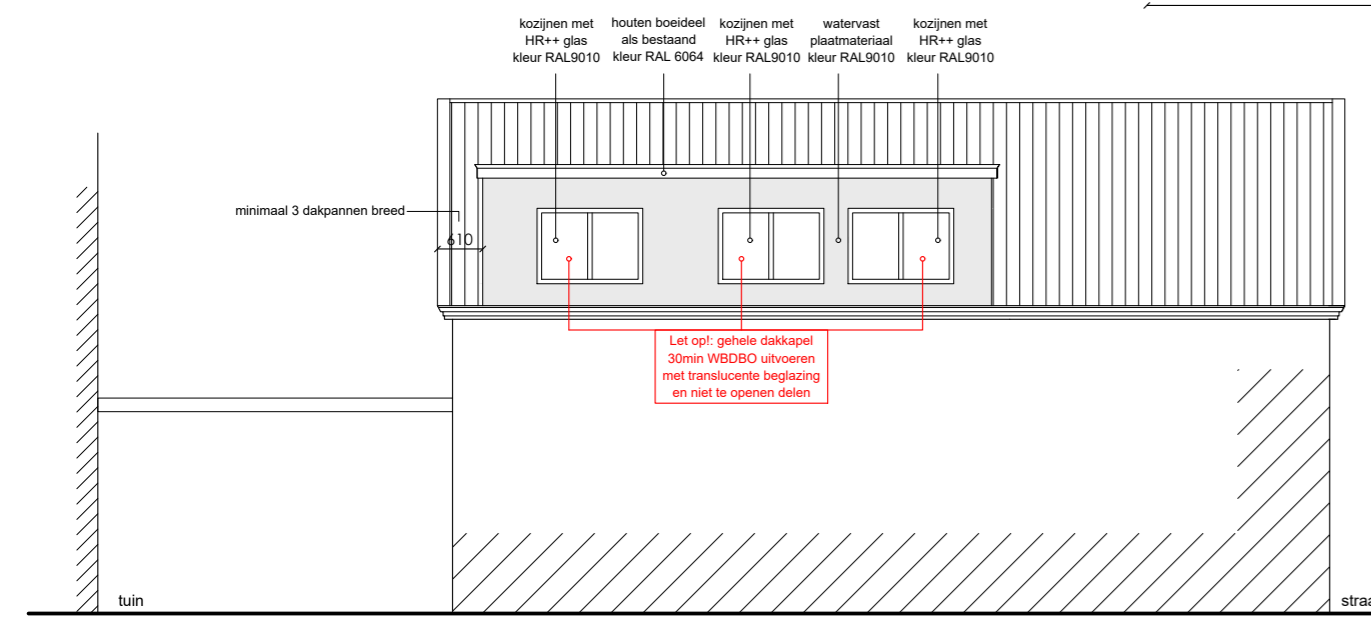 kozijnen met
HR++ glas
kleur RAL9010
houten boeideel
als bestaand
kleur RAL 6064
kozijnen met
HR++ glas
kleur RAL9010
watervast
plaatmateriaal
kleur RAL9010
kozijnen met
HR++ glas
kleur RAL9010
minimaal 3 dakpannen breed
610
Let op!: gehele dakkapel
30min WBDBO uitvoeren
met translucente beglazing
en niet te openen delen
tuin
straa